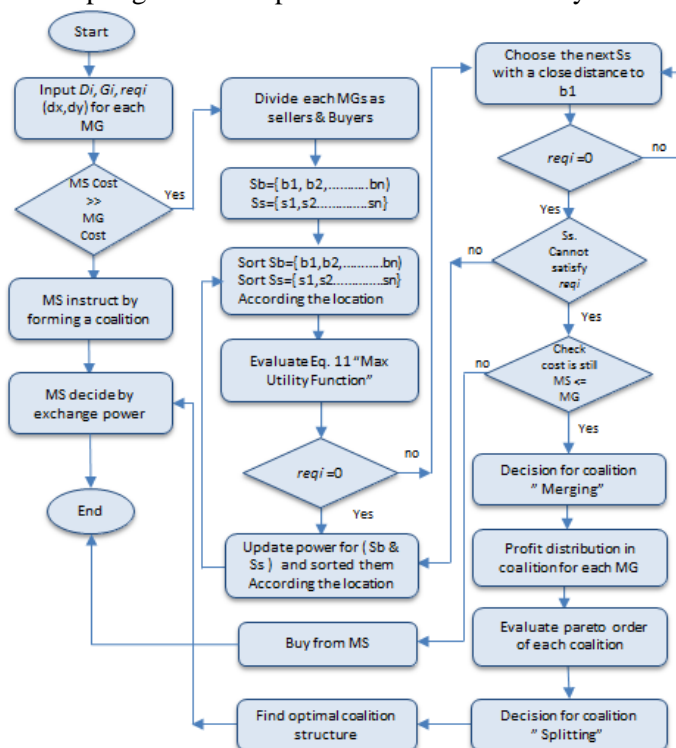 Start
Input Di, Gi, reqi
(dx,dy) for each
MG
MS Cost
>>
MG
Cost
Yes
MS instruct by
forming a coalition
MS decide by
exchange power
End
Divide each MGs as
sellers & Buyers
Sb={ b1, b2,...........bn)
Ss={ s1,s2..............sn}
Sort Sb={ b1,b2,...........bn)
Sort Ss={ s1,s2..............sn}
According the location
Evaluate Eq. 11 “Max
Utility Function”
reqi =0
no
Yes
Update power for ( Sb &
Ss ) and sorted them
According the location
Buy from MS
Find optimal coalition
structure
Choose the next Ss
with a close distance to
b1
reqi =0
no
Yes
Ss.
Cannot
satisfy
reqi
no
Yes
Check
cost is still
MS <=
MG
no
Yes
Decision for coalition
” Merging”
Profit distribution in
coalition for each MG
Evaluate pareto order
of each coalition
Decision for coalition
” Splitting”